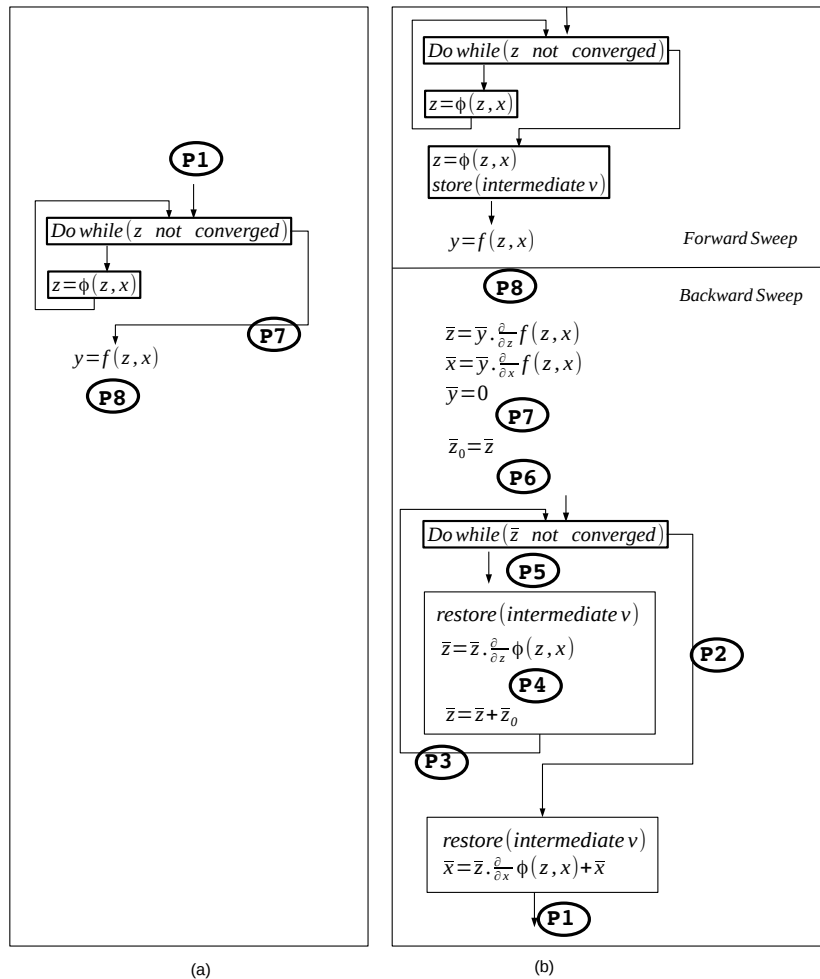 P1
Do while(z not converged)
z=ϕ(z,x)
P7
y=f(z,x)
P8
(a)
Do while(z not converged)
z=ϕ(z,x)
z=ϕ(z,x)
store(intermediate v)
y=f(z,x)
Forward Sweep
P8
Backward Sweep
z̅=y̅.∂/∂z f(z,x)
x̅=y̅.∂/∂x f(z,x)
y̅=0
P7
z̅₀=z̅
P6
Do while(z̅ not converged)
P5
restore(intermediate v)
z̅=z̅.∂/∂z ϕ(z,x)
P2
P4
z̅=z̅+z̅₀
P3
restore(intermediate v)
x̅=z̅.∂/∂x ϕ(z,x)+x̅
P1
(b)